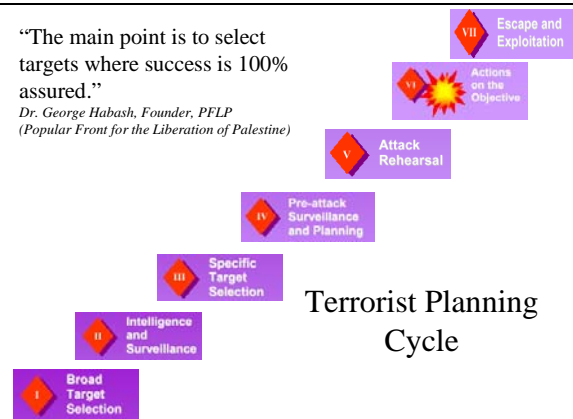 “The main point is to select
targets where success is 100%
assured.”
Dr. George Habash, Founder, PFLP
(Popular Front for the Liberation of Palestine)
VII
Escape and
Exploitation
VI
Actions
on the
Objective
V
Attack
Rehearsal
IV
Pre-attack
Surveillance
and Planning
III
Specific
Target
Selection
II
Intelligence
and
Surveillance
I
Broad
Target
Selection
Terrorist Planning
Cycle